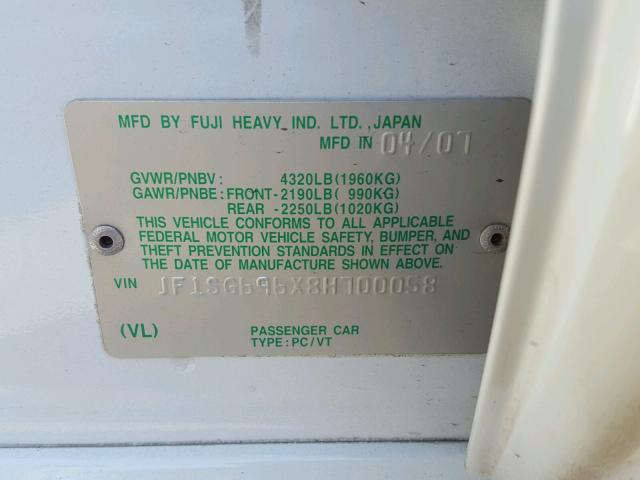 MFD BY FUJI HEAVY IND. LTD.,JAPAN
MFD IN 04/07
GVWR/PNBV: 4320LB(1960KG)
GAWR/PNBE:FRONT-2190LB( 990KG)
REAR -2250LB(1020KG)
THIS VEHICLE CONFORMS TO ALL APPLICABLE
FEDERAL MOTOR VEHICLE SAFETY, BUMPER, AND
THEFT PREVENTION STANDARDS IN EFFECT ON
THE DATE OF MANUFACTURE SHOWN ABOVE.
VIN JF1SG696X8H700058
(VL) PASSENGER CAR
TYPE:PC/VT